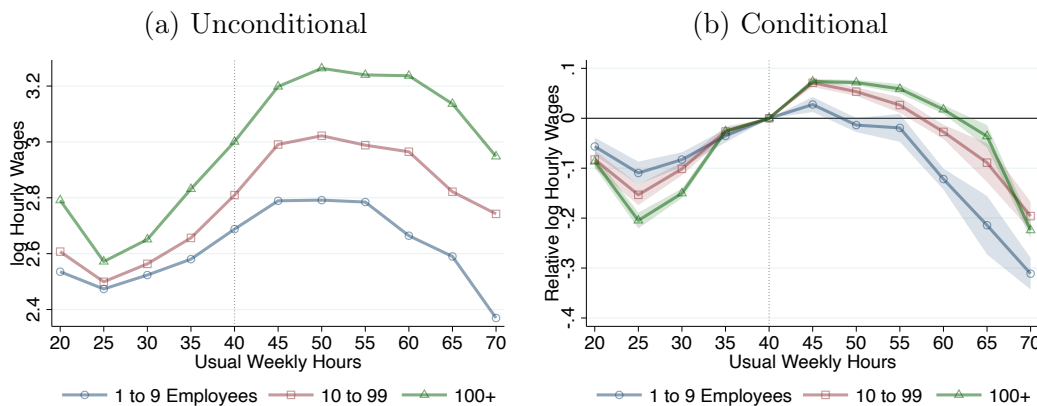 (a) Unconditional
log Hourly Wages
3.2
3
2.8
2.6
2.4
20 25 30 35 40 45 50 55 60 65 70
Usual Weekly Hours
1 to 9 Employees 10 to 99 100+
(b) Conditional
Relative log Hourly Wages
.1
0
-.1
-.2
-.3
-.4
20 25 30 35 40 45 50 55 60 65 70
Usual Weekly Hours
1 to 9 Employees 10 to 99 100+